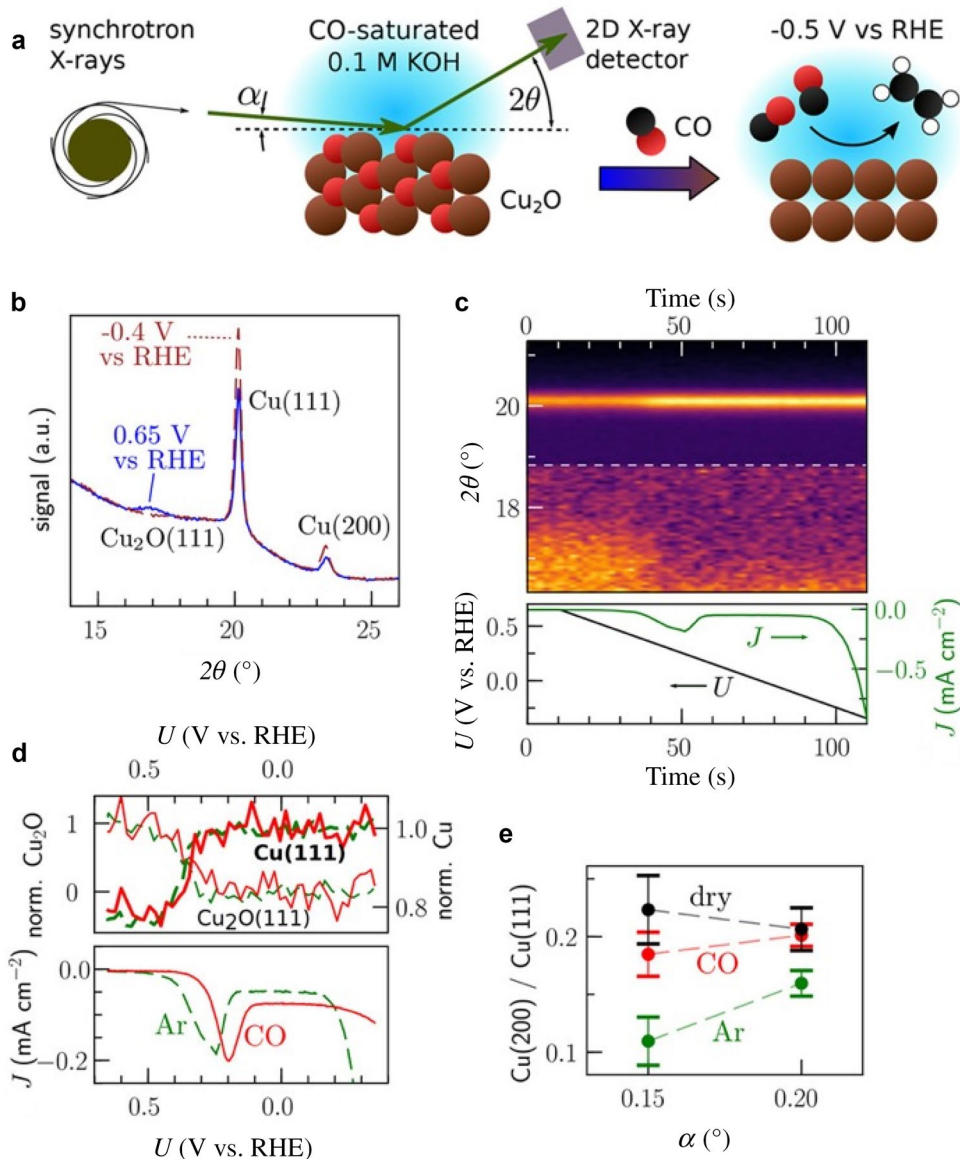 a
synchrotron
X-rays
CO-saturated
0.1 M KOH
2D X-ray
detector
-0.5 V vs RHE
α
2θ
CO
Cu₂O
b
-0.4 V
vs RHE
Cu(111)
0.65 V
vs RHE
Cu₂O(111)
Cu(200)
signal (a.u.)
15 20 25
2θ (°)
c
Time (s)
0 50 100
2θ (°)
20
18
U (V vs. RHE)
0.5
0.0
J
U
0.0
−0.5
J (mA cm⁻²)
0 50 100
Time (s)
d
U (V vs. RHE)
0.5 0.0
norm. Cu₂O
1
0
Cu(111)
Cu₂O(111)
1.0
0.8
norm. Cu
J (mA cm⁻²)
0.0
−0.2
Ar
CO
0.5 0.0
U (V vs. RHE)
e
Cu(200) / Cu(111)
0.2
0.1
dry
CO
Ar
0.15 0.20
α (°)